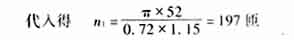 代入得 n₁ = π×52 / 0.72×1.15 = 197 匝